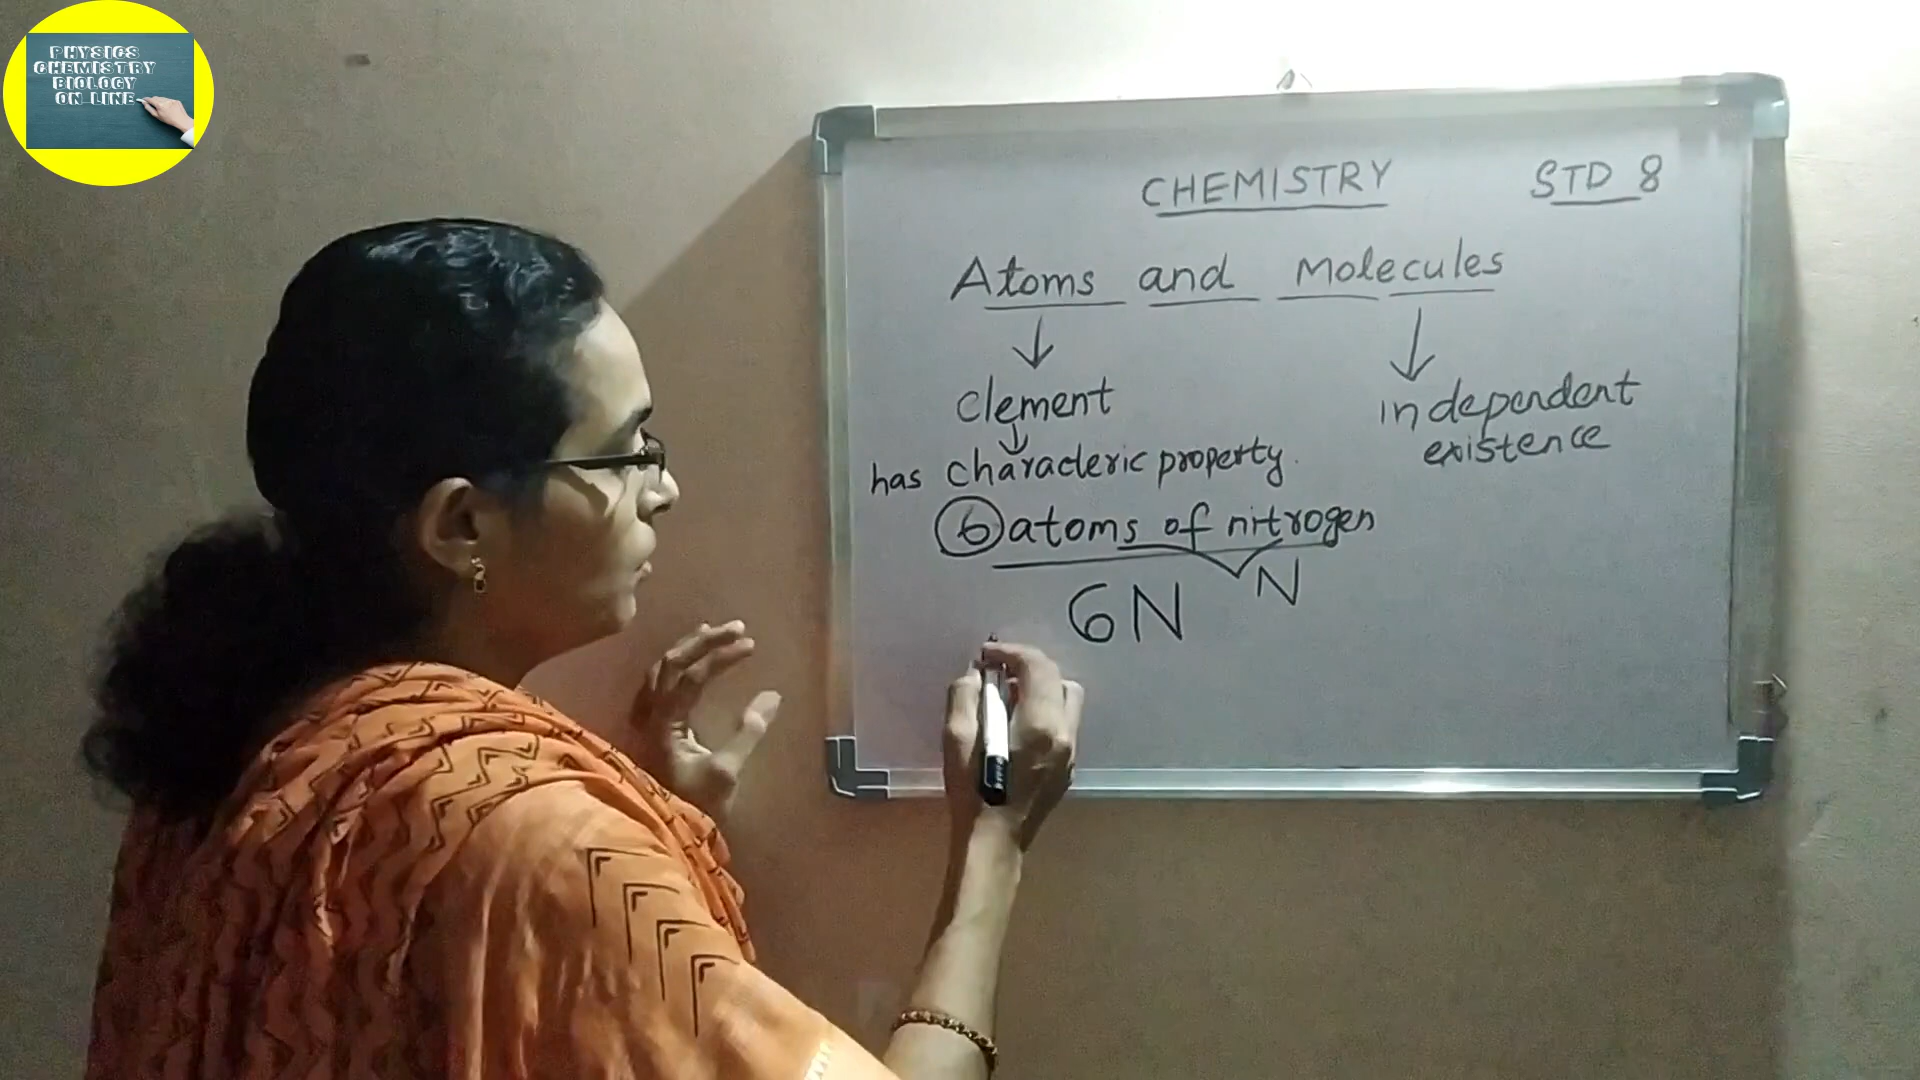 PHYSICS
CHEMISTRY
BIOLOGY
ON LINE
CHEMISTRY STD 8
Atoms and Molecules
↓ ↓
element independent
existence
↓
has characteric property.
6 atoms of nitrogen
6N N